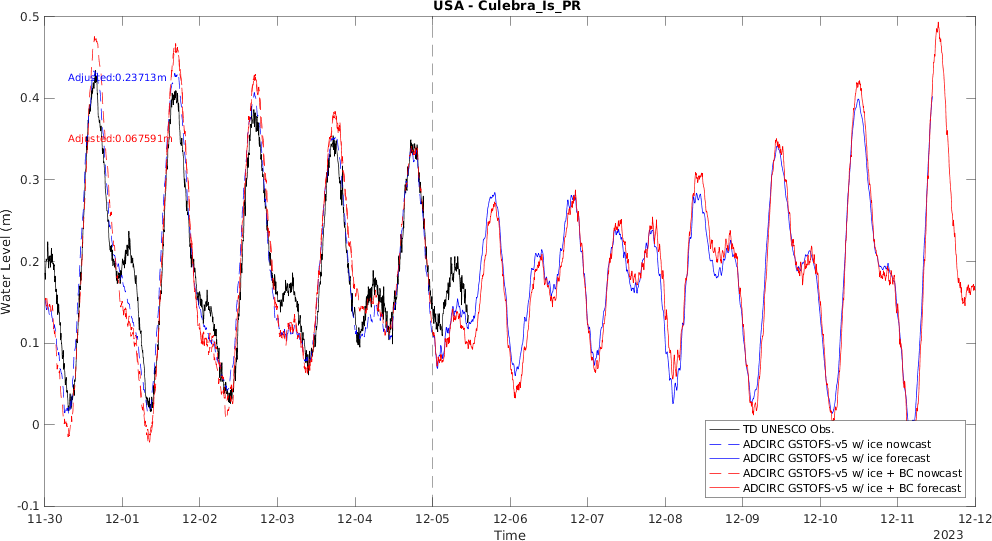 USA - Culebra_Is_PR
0.5
0.4
0.3
0.2
0.1
0
-0.1
Water Level (m)
Adjusted:0.23713m
Adjusted:0.067591m
TD UNESCO Obs.
ADCIRC GSTOFS-v5 w/ ice nowcast
ADCIRC GSTOFS-v5 w/ ice forecast
ADCIRC GSTOFS-v5 w/ ice + BC nowcast
ADCIRC GSTOFS-v5 w/ ice + BC forecast
11-30 12-01 12-02 12-03 12-04 12-05 12-06 12-07 12-08 12-09 12-10 12-11 12-12
Time
2023